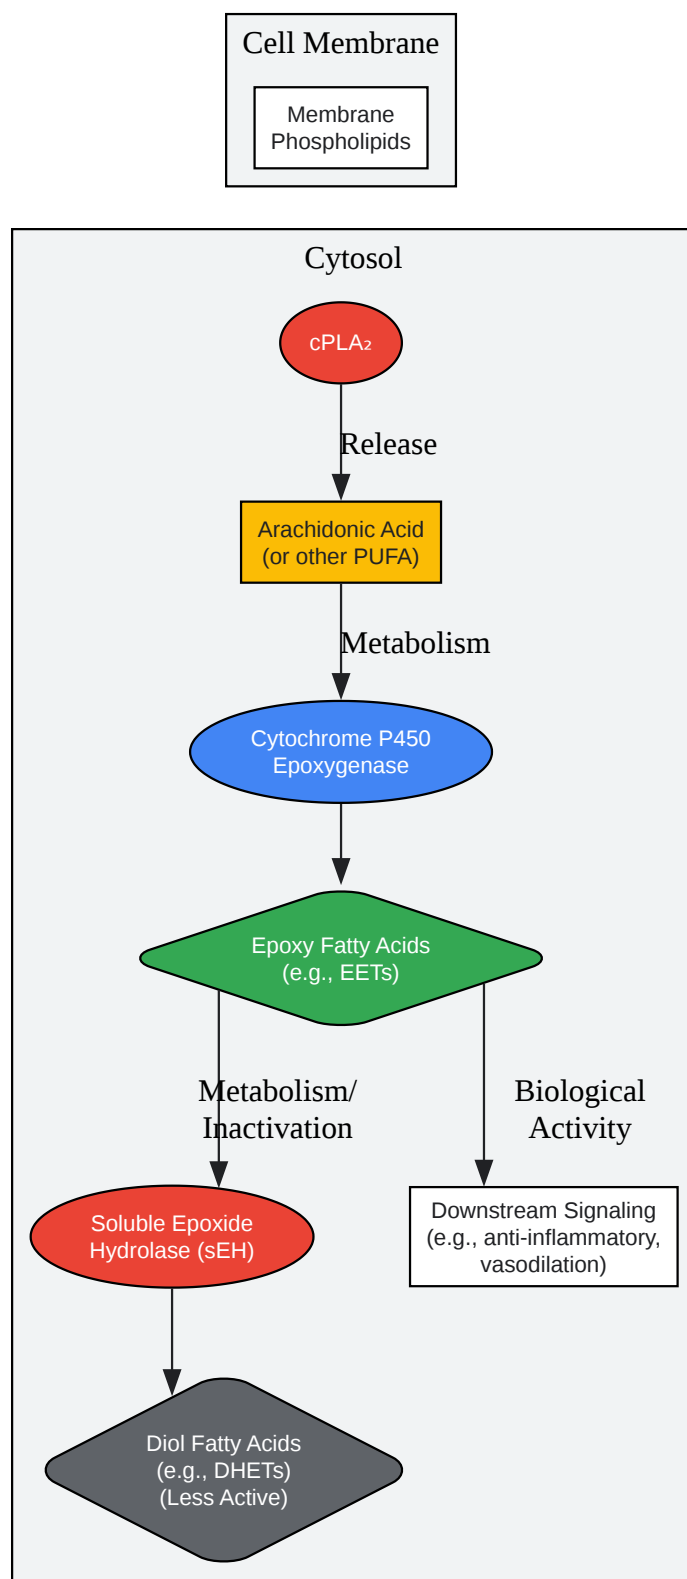 Cell Membrane
Membrane
Phospholipids
Cytosol
cPLA₂
Release
Arachidonic Acid
(or other PUFA)
Metabolism
Cytochrome P450
Epoxygenase
Epoxy Fatty Acids
(e.g., EETs)
Metabolism/
Inactivation
Biological
Activity
Soluble Epoxide
Hydrolase (sEH)
Downstream Signaling
(e.g., anti-inflammatory,
vasodilation)
Diol Fatty Acids
(e.g., DHETs)
(Less Active)